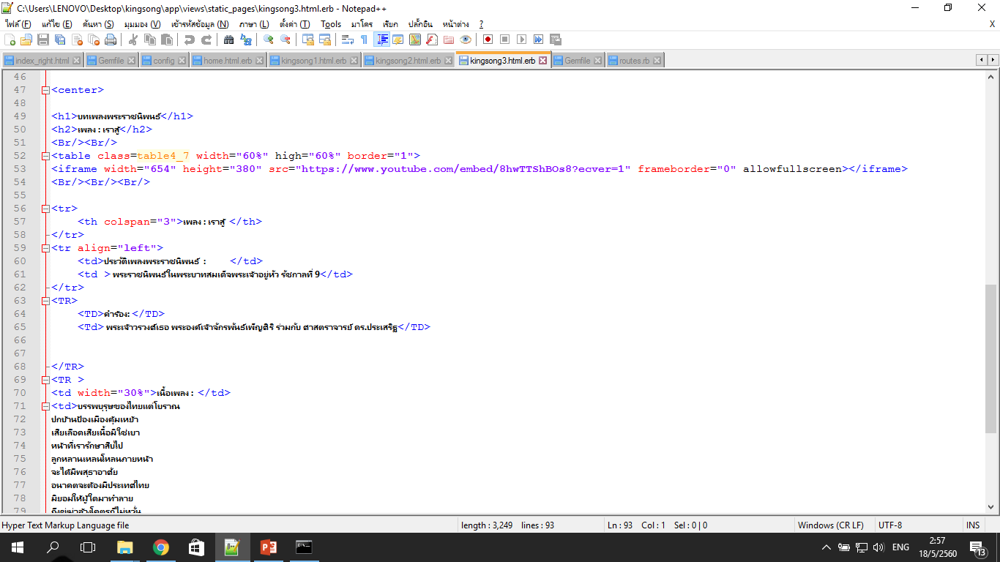 C:\Users\LENOVO\Desktop\kingsong\app\views\static_pages\kingsong3.html.erb - Notepad++
ไฟล์ (F) แก้ไข (E) ค้นหา (S) มุมมอง (V) เข้ารหัสข้อมูล (N) ภาษา (L) ตั้งค่า (T) Tools มาโคร เรียก ปลั๊กอิน หน้าต่าง ? X
index_right.html Gemfile config home.html.erb kingsong1.html.erb kingsong2.html.erb kingsong3.html.erb Gemfile routes.rb
46
47 <center>
48
49 <h1>บทเพลงพระราชนิพนธ์</h1>
50 <h2>เพลง : เราสู้</h2>
51 <Br/><Br/>
52 <table class=table4_7 width="60%" high="60%" border="1">
53 <iframe width="654" height="380" src="https://www.youtube.com/embed/8hwTTShBOs8?ecver=1" frameborder="0" allowfullscreen></iframe>
54 <Br/><Br/><Br/>
55
56 <tr>
57 <th colspan="3">เพลง : เราสู้ </th>
58 </tr>
59 <tr align="left">
60 <td>ประวัติเพลงพระราชนิพนธ์ : </td>
61 <td > พระราชนิพนธ์ในพระบาทสมเด็จพระเจ้าอยู่หัว รัชกาลที่ 9</td>
62 </tr>
63 <TR>
64 <TD>คำร้อง: </TD>
65 <Td> พระเจ้าวรวงศ์เธอ พระองค์เจ้าจักรพันธ์เพ็ญศิริ ร่วมกับ ศาสตราจารย์ ดร.ประเสริฐ</TD>
66
67
68 </TR>
69 <TR >
70 <td width="30%">เนื้อเพลง : </td>
71 <td>บรรพบุรุษของไทยแต่โบราณ
72 ปกบ้านป้องเมืองคุ้มเหย้า
73 เสียเลือดเสียเนื้อมิใช่เบา
74 หน้าที่เรารักษาสืบไป
75 ลูกหลานเหลนโหลนภายหน้า
76 จะได้มีพสุธาอาศัย
77 อนาคตจะต้องมีประเทศไทย
78 มิยอมให้ผู้ใดมาทำลาย
79 ถึงขู่ฆ่าล้างโคตรก็ไม่หวั่น
Hyper Text Markup Language file length : 3,249 lines : 93 Ln : 93 Col : 1 Sel : 0 | 0 Windows (CR LF) UTF-8 INS
ENG 2:57
18/5/2560 13